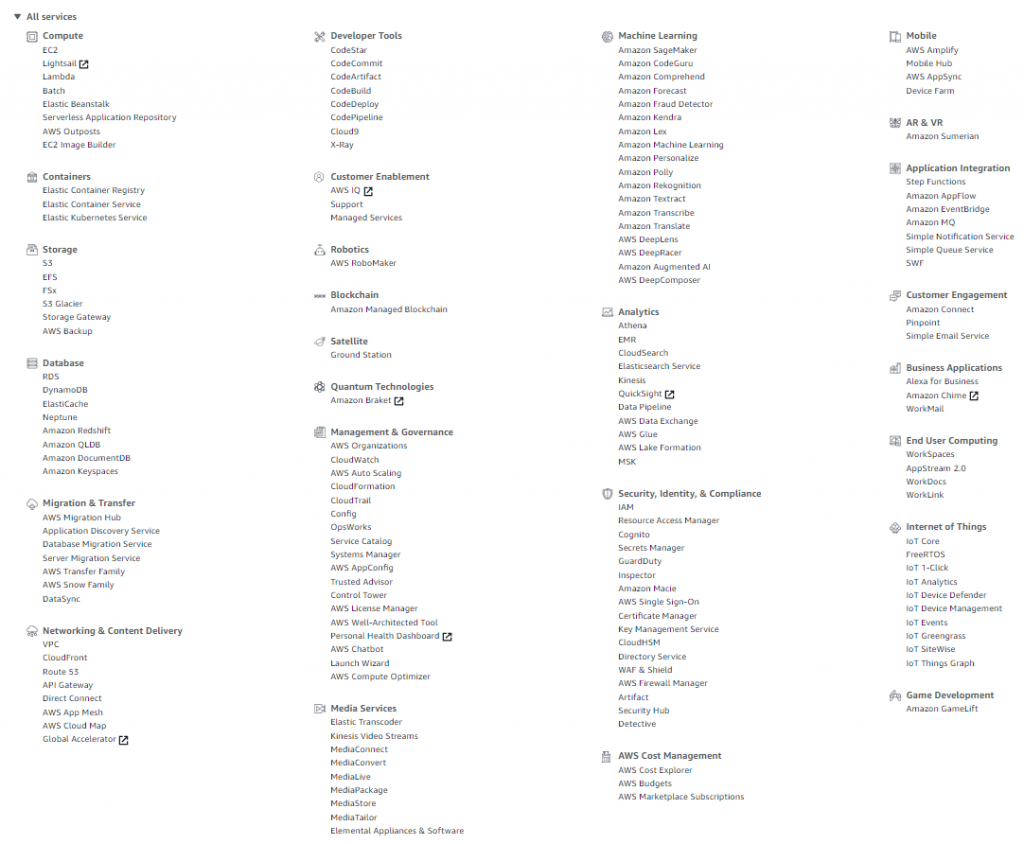 All services
Compute
EC2
Lightsail
Lambda
Batch
Elastic Beanstalk
Serverless Application Repository
AWS Outposts
EC2 Image Builder
Containers
Elastic Container Registry
Elastic Container Service
Elastic Kubernetes Service
Storage
S3
EFS
FSx
S3 Glacier
Storage Gateway
AWS Backup
Database
RDS
DynamoDB
ElastiCache
Neptune
Amazon Redshift
Amazon QLDB
Amazon DocumentDB
Amazon Keyspaces
Migration & Transfer
AWS Migration Hub
Application Discovery Service
Database Migration Service
Server Migration Service
AWS Transfer Family
AWS Snow Family
DataSync
Networking & Content Delivery
VPC
CloudFront
Route 53
API Gateway
Direct Connect
AWS App Mesh
AWS Cloud Map
Global Accelerator
Developer Tools
CodeStar
CodeCommit
CodeArtifact
CodeBuild
CodeDeploy
CodePipeline
Cloud9
X-Ray
Customer Enablement
AWS IQ
Support
Managed Services
Robotics
AWS RoboMaker
Blockchain
Amazon Managed Blockchain
Satellite
Ground Station
Quantum Technologies
Amazon Braket
Management & Governance
AWS Organizations
CloudWatch
AWS Auto Scaling
CloudFormation
CloudTrail
Config
OpsWorks
Service Catalog
Systems Manager
AWS AppConfig
Trusted Advisor
Control Tower
AWS License Manager
AWS Well-Architected Tool
Personal Health Dashboard
AWS Chatbot
Launch Wizard
AWS Compute Optimizer
Media Services
Elastic Transcoder
Kinesis Video Streams
MediaConnect
MediaConvert
MediaLive
MediaPackage
MediaStore
MediaTailor
Elemental Appliances & Software
Machine Learning
Amazon SageMaker
Amazon CodeGuru
Amazon Comprehend
Amazon Forecast
Amazon Fraud Detector
Amazon Kendra
Amazon Lex
Amazon Machine Learning
Amazon Personalize
Amazon Polly
Amazon Rekognition
Amazon Textract
Amazon Transcribe
Amazon Translate
AWS DeepLens
AWS DeepRacer
Amazon Augmented AI
AWS DeepComposer
Analytics
Athena
EMR
CloudSearch
Elasticsearch Service
Kinesis
QuickSight
Data Pipeline
AWS Data Exchange
AWS Glue
AWS Lake Formation
MSK
Security, Identity, & Compliance
IAM
Resource Access Manager
Cognito
Secrets Manager
GuardDuty
Inspector
Amazon Macie
AWS Single Sign-On
Certificate Manager
Key Management Service
CloudHSM
Directory Service
WAF & Shield
AWS Firewall Manager
Artifact
Security Hub
Detective
AWS Cost Management
AWS Cost Explorer
AWS Budgets
AWS Marketplace Subscriptions
Mobile
AWS Amplify
Mobile Hub
AWS AppSync
Device Farm
AR & VR
Amazon Sumerian
Application Integration
Step Functions
Amazon AppFlow
Amazon EventBridge
Amazon MQ
Simple Notification Service
Simple Queue Service
SWF
Customer Engagement
Amazon Connect
Pinpoint
Simple Email Service
Business Applications
Alexa for Business
Amazon Chime
WorkMail
End User Computing
WorkSpaces
AppStream 2.0
WorkDocs
WorkLink
Internet of Things
IoT Core
FreeRTOS
IoT 1-Click
IoT Analytics
IoT Device Defender
IoT Device Management
IoT Events
IoT Greengrass
IoT SiteWise
IoT Things Graph
Game Development
Amazon GameLift